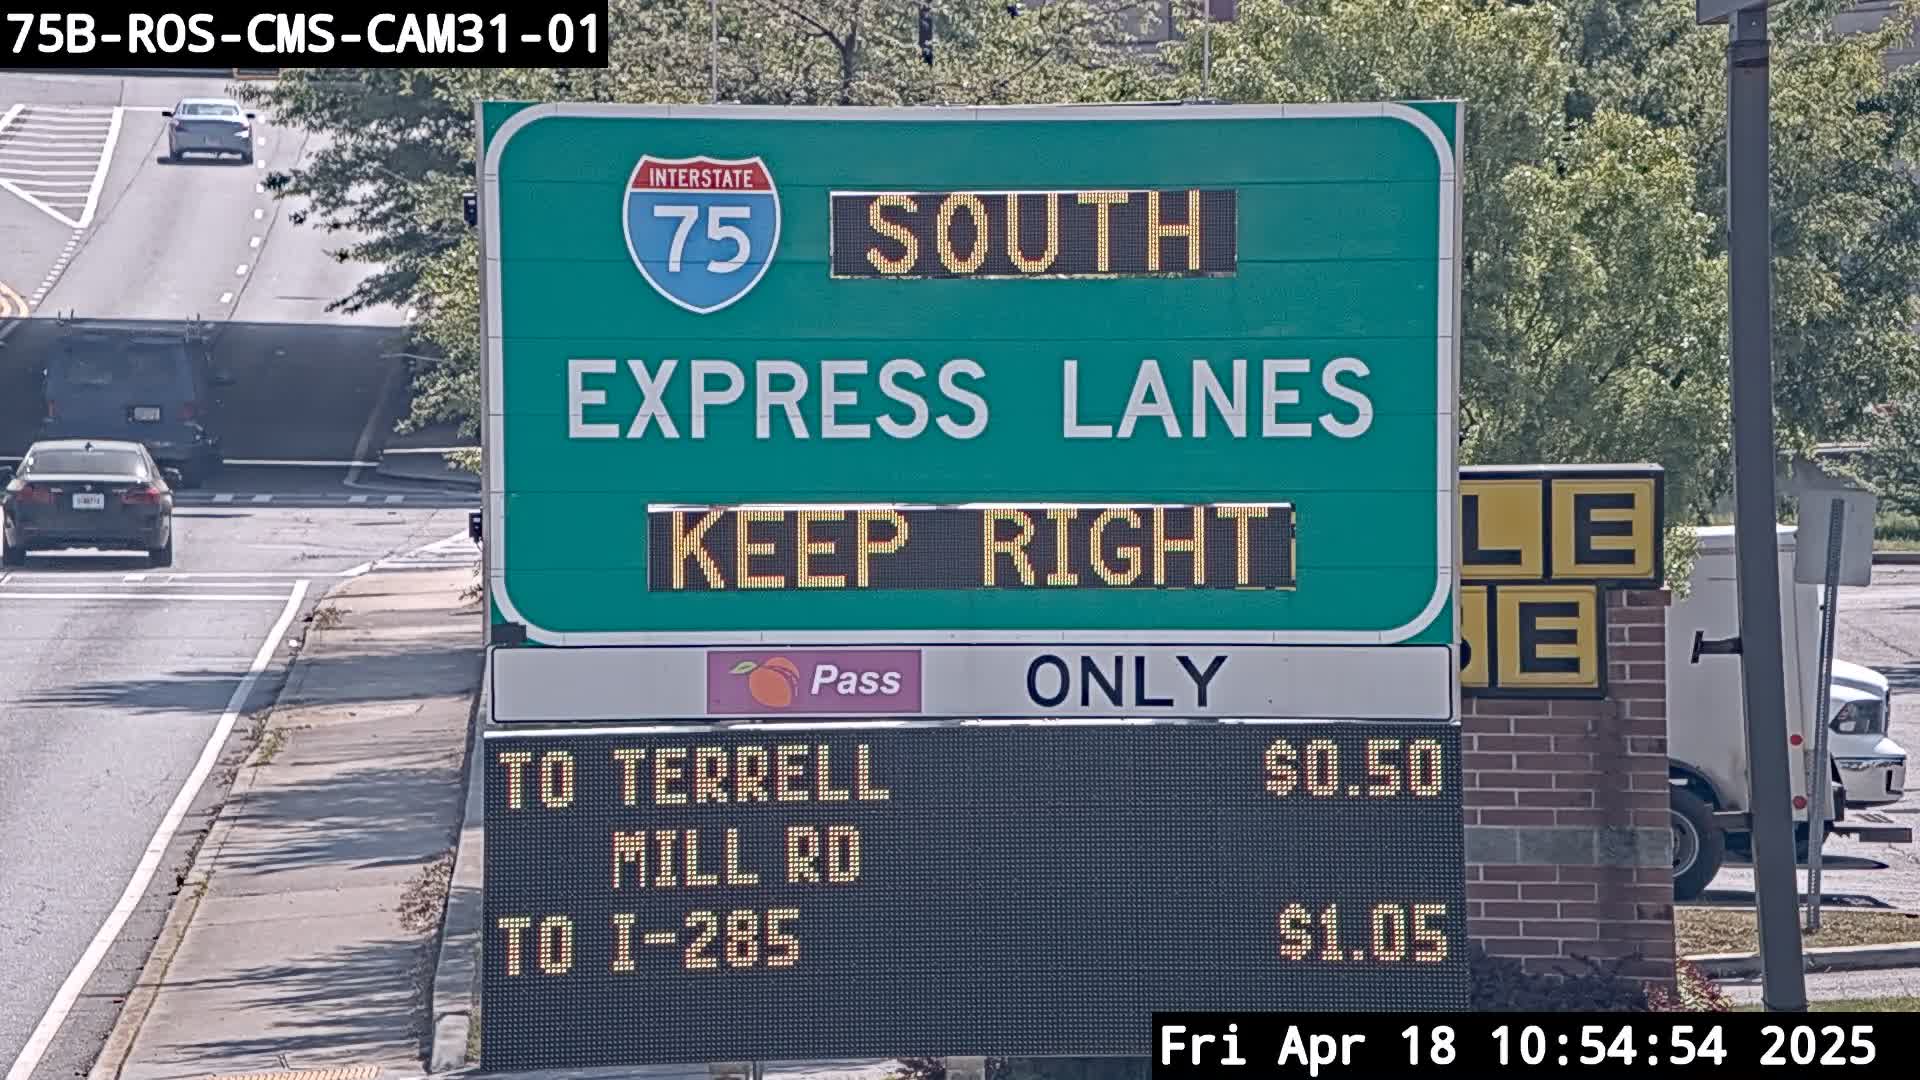 75B-ROS-CMS-CAM31-01
INTERSTATE
75
SOUTH
EXPRESS LANES
KEEP RIGHT
Pass ONLY
TO TERRELL $0.50
MILL RD
TO I-285 $1.05
LE
E
Fri Apr 18 10:54:54 2025